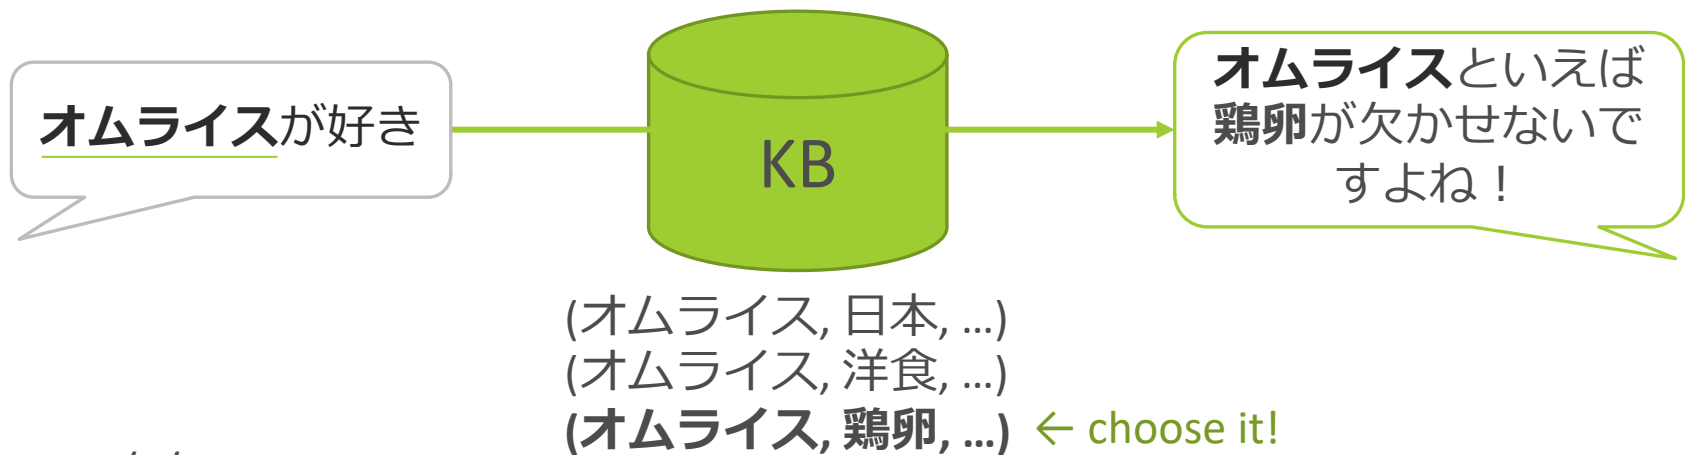 オムライスが好き
KB
オムライスといえば
鶏卵が欠かせないで
すよね！
(オムライス, 日本, ...)
(オムライス, 洋食, ...)
(オムライス, 鶏卵, ...) ← choose it!